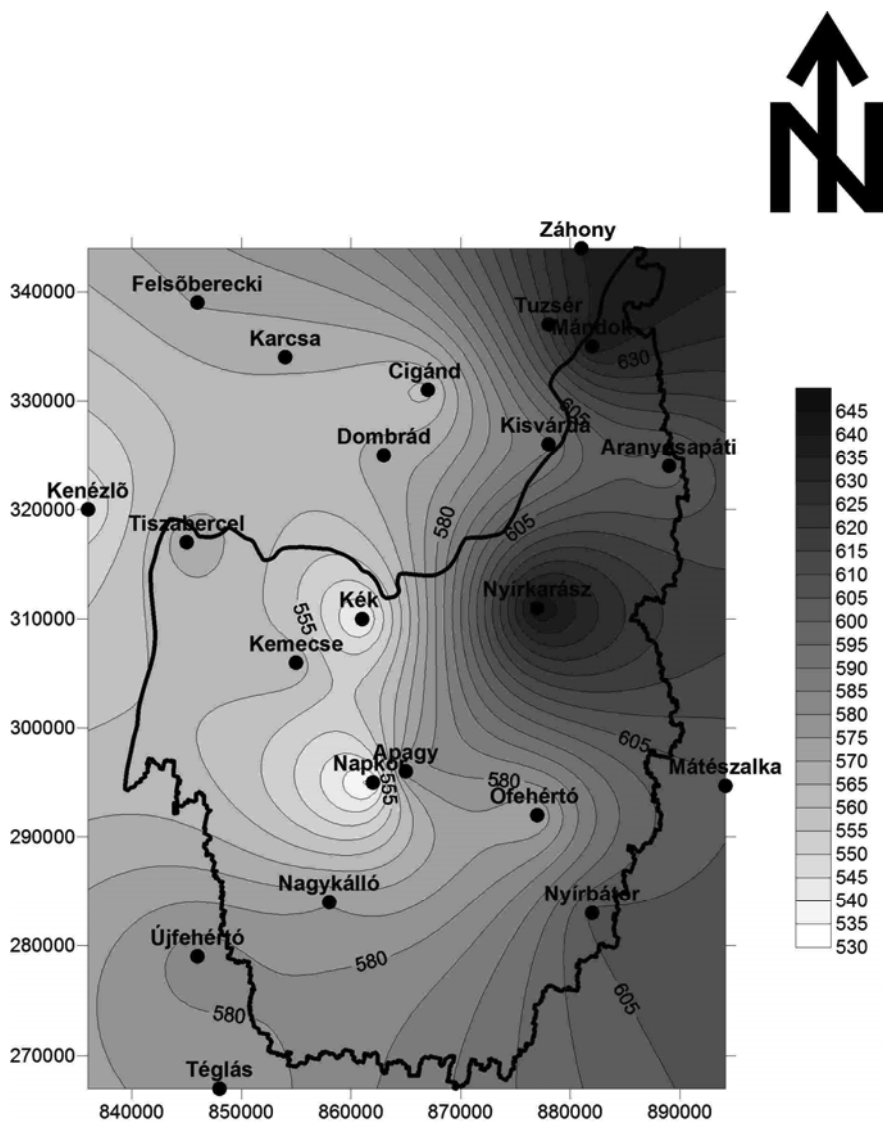 N
Záhony
340000
Felsõberecki
Tuzsér
Mándok
Karcsa
630
Cigánd
330000
605
Dombrád
Kisvárda
Aranyosapáti
Kenézlõ
320000
Tiszabercel
580
605
Kék
Nyírkarász
310000
555
Kemecse
300000
605
Apagy
Napkor
555
580
Mátészalka
Ofehértó
290000
Nagykálló
Nyírbátor
Újfehértó
280000
580
580
605
270000
Téglás
840000 850000 860000 870000 880000 890000
645
640
635
630
625
620
615
610
605
600
595
590
585
580
575
570
565
560
555
550
545
540
535
530